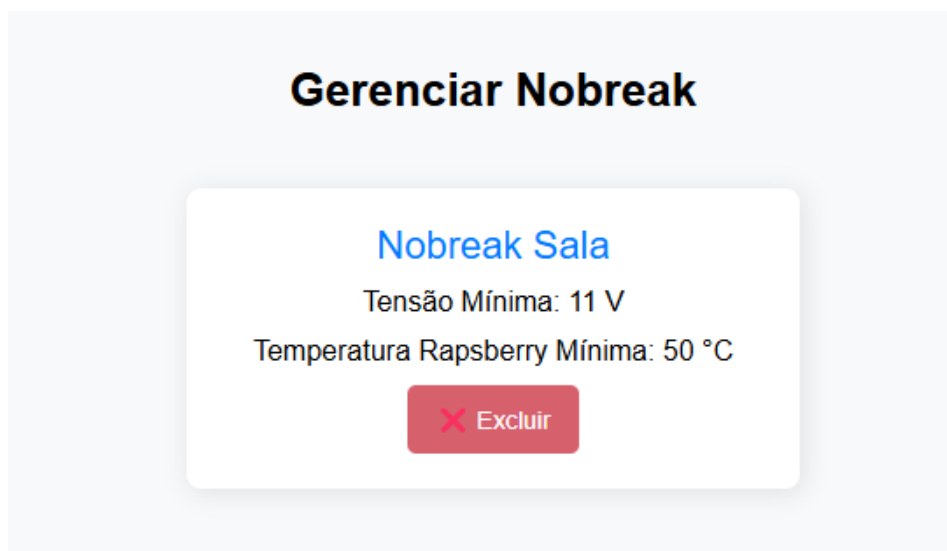 Gerenciar Nobreak
Nobreak Sala
Tensão Mínima: 11 V
Temperatura Rapsberry Mínima: 50 °C
❌ Excluir